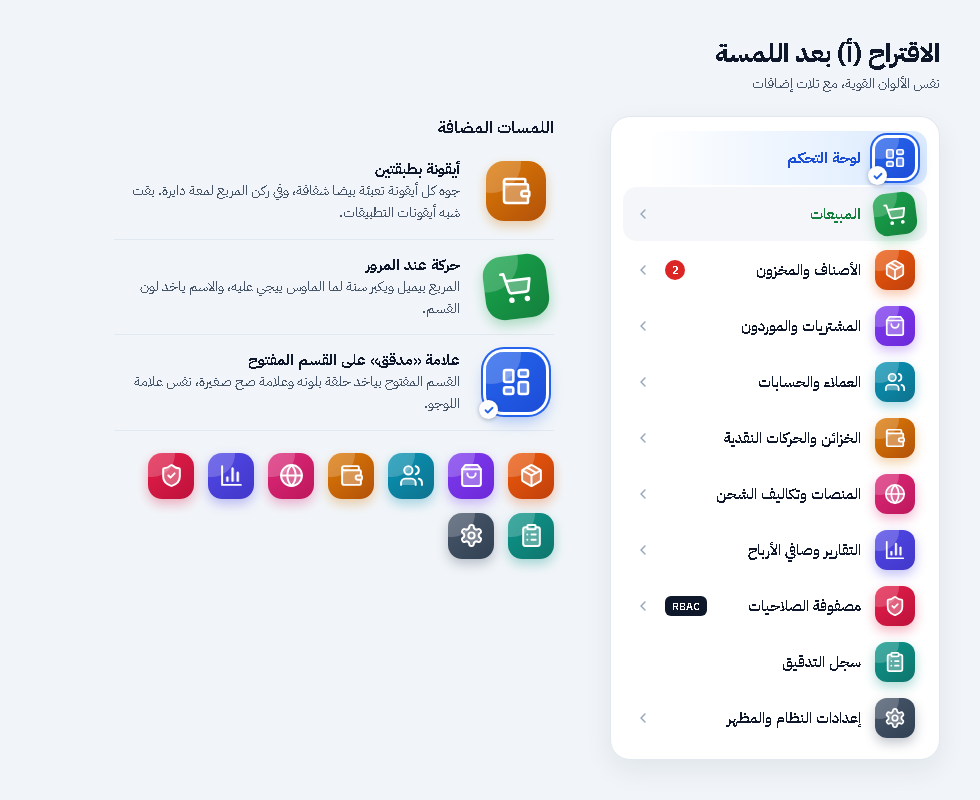 الاقتراح (أ) بعد اللمسة
نفس الألوان القوية، مع تلات إضافات
لوحة التحكم
المبيعات
الأصناف والمخزون
2
المشتريات والموردون
العملاء والحسابات
الخزائن والحركات النقدية
المنصات وتكاليف الشحن
التقارير وصافي الأرباح
مصفوفة الصلاحيات
RBAC
سجل التدقيق
إعدادات النظام والمظهر
اللمسات المضافة
أيقونة بطبقتين
جوه كل أيقونة تعبئة بيضا شفافة، وفي ركن المربع لمعة دايرة. بقت
شبه أيقونات التطبيقات.
حركة عند المرور
المربع بيميل ويكبر سنة لما الماوس ييجي عليه، والاسم ياخد لون
القسم.
علامة «مدقق» على القسم المفتوح
القسم المفتوح بياخد حلقة بلونه وعلامة صح صغيرة، نفس علامة
اللوجو.